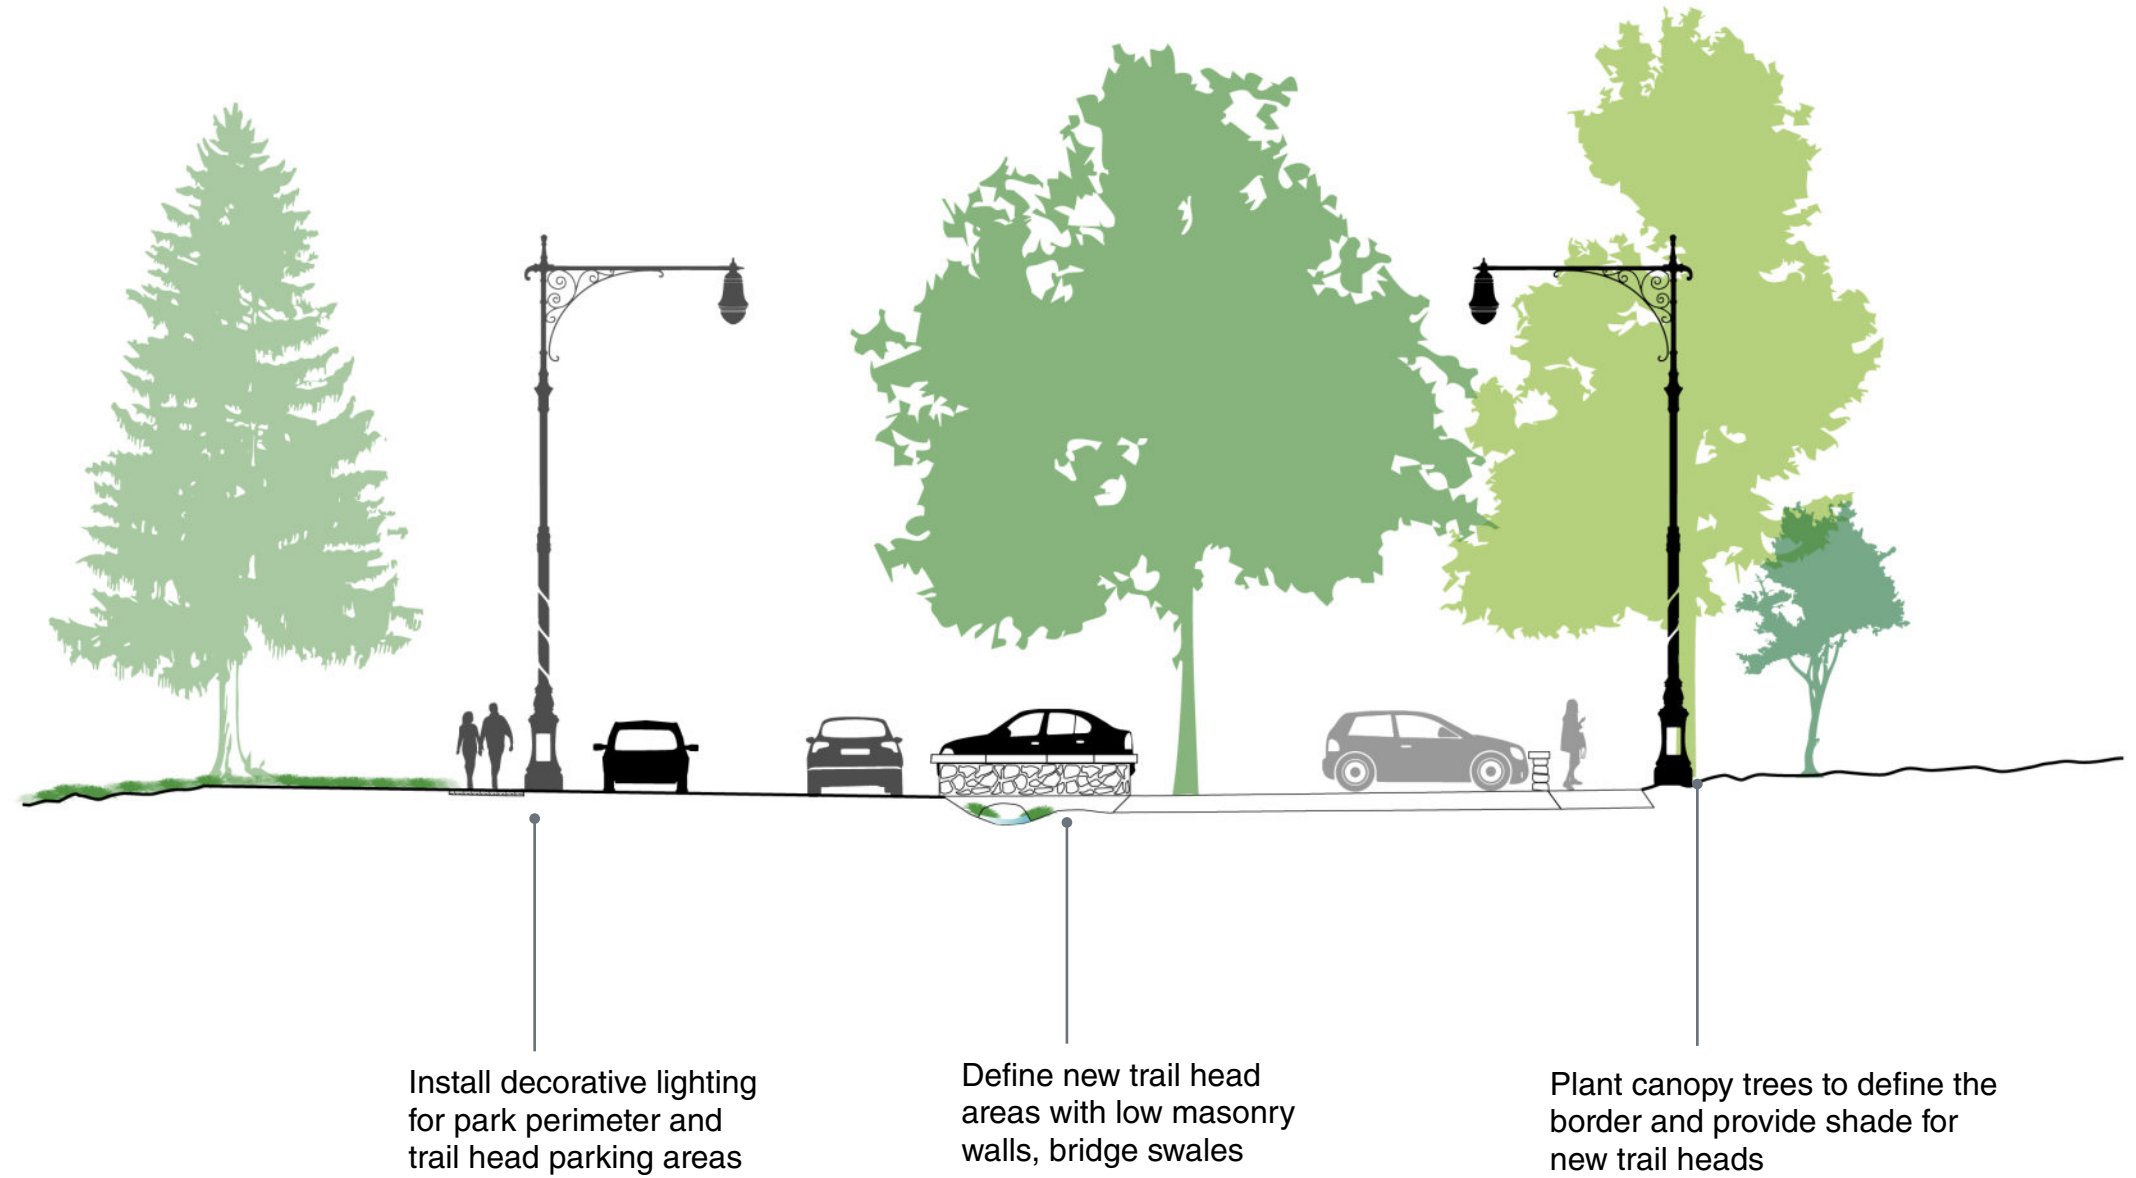 Install decorative lighting
for park perimeter and
trail head parking areas
Define new trail head
areas with low masonry
walls, bridge swales
Plant canopy trees to define the
border and provide shade for
new trail heads